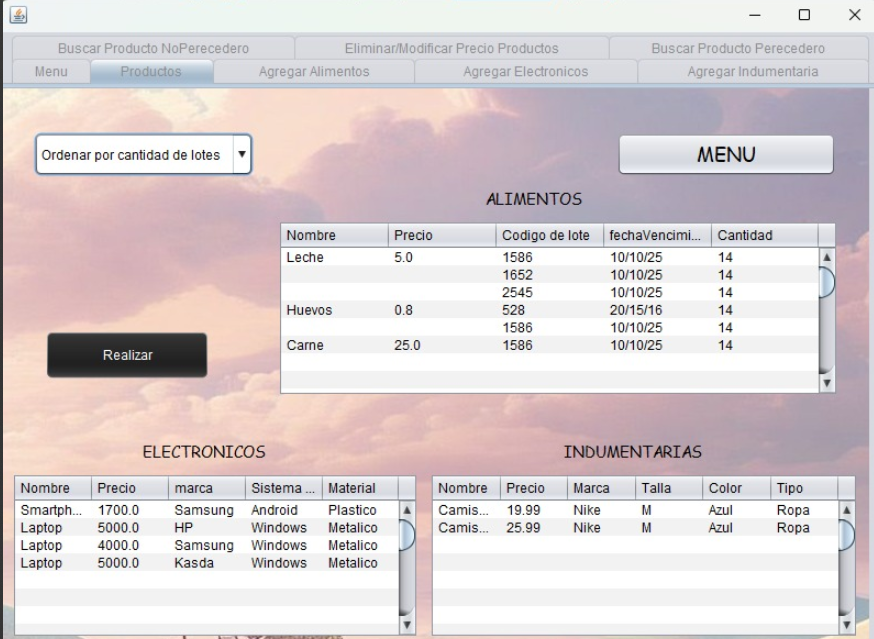 Buscar Producto NoPerecedero Eliminar/Modificar Precio Productos Buscar Producto Perecedero
Menu Productos Agregar Alimentos Agregar Electronicos Agregar Indumentaria
Ordenar por cantidad de lotes
MENU
ALIMENTOS
Nombre Precio Codigo de lote fechaVencimi... Cantidad
Leche 5.0 1586 10/10/25 14
1652 10/10/25 14
2545 10/10/25 14
Huevos 0.8 528 20/15/16 14
1586 10/10/25 14
Carne 25.0 1586 10/10/25 14
Realizar
ELECTRONICOS
Nombre Precio marca Sistema ... Material
Smartph... 1700.0 Samsung Android Plastico
Laptop 5000.0 HP Windows Metalico
Laptop 4000.0 Samsung Windows Metalico
Laptop 5000.0 Kasda Windows Metalico
INDUMENTARIAS
Nombre Precio Marca Talla Color Tipo
Camis... 19.99 Nike M Azul Ropa
Camis... 25.99 Nike M Azul Ropa